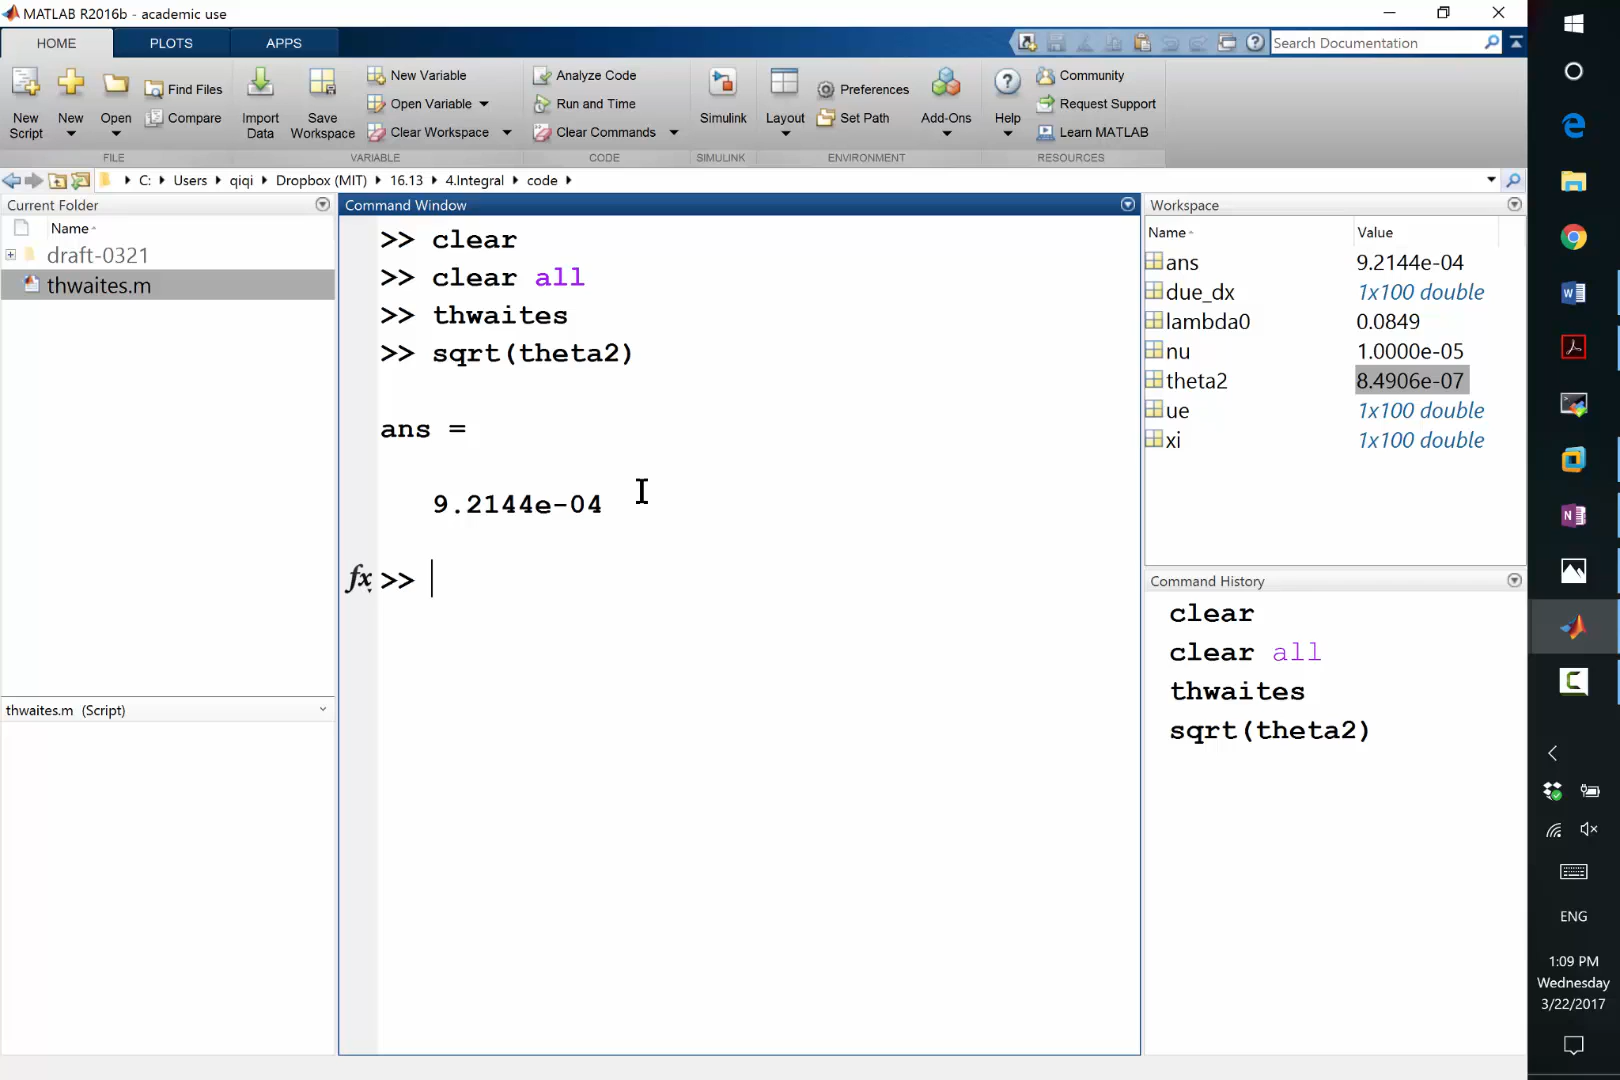 MATLAB R2016b - academic use
HOME
PLOTS
APPS
Search Documentation
New Script
New
Open
Find Files
Compare
Import Data
Save Workspace
New Variable
Open Variable
Clear Workspace
Analyze Code
Run and Time
Clear Commands
Simulink
Layout
Preferences
Set Path
Add-Ons
Help
Community
Request Support
Learn MATLAB
FILE
VARIABLE
CODE
SIMULINK
ENVIRONMENT
RESOURCES
C: Users qiqi Dropbox (MIT) 16.13 4.Integral code
Current Folder
Name
draft-0321
thwaites.m
thwaites.m (Script)
Command Window
>> clear
>> clear all
>> thwaites
>> sqrt(theta2)
ans =
9.2144e-04
fx >>
Workspace
Name Value
ans 9.2144e-04
due_dx 1x100 double
lambda0 0.0849
nu 1.0000e-05
theta2 8.4906e-07
ue 1x100 double
xi 1x100 double
Command History
clear
clear all
thwaites
sqrt(theta2)
ENG
1:09 PM
Wednesday
3/22/2017